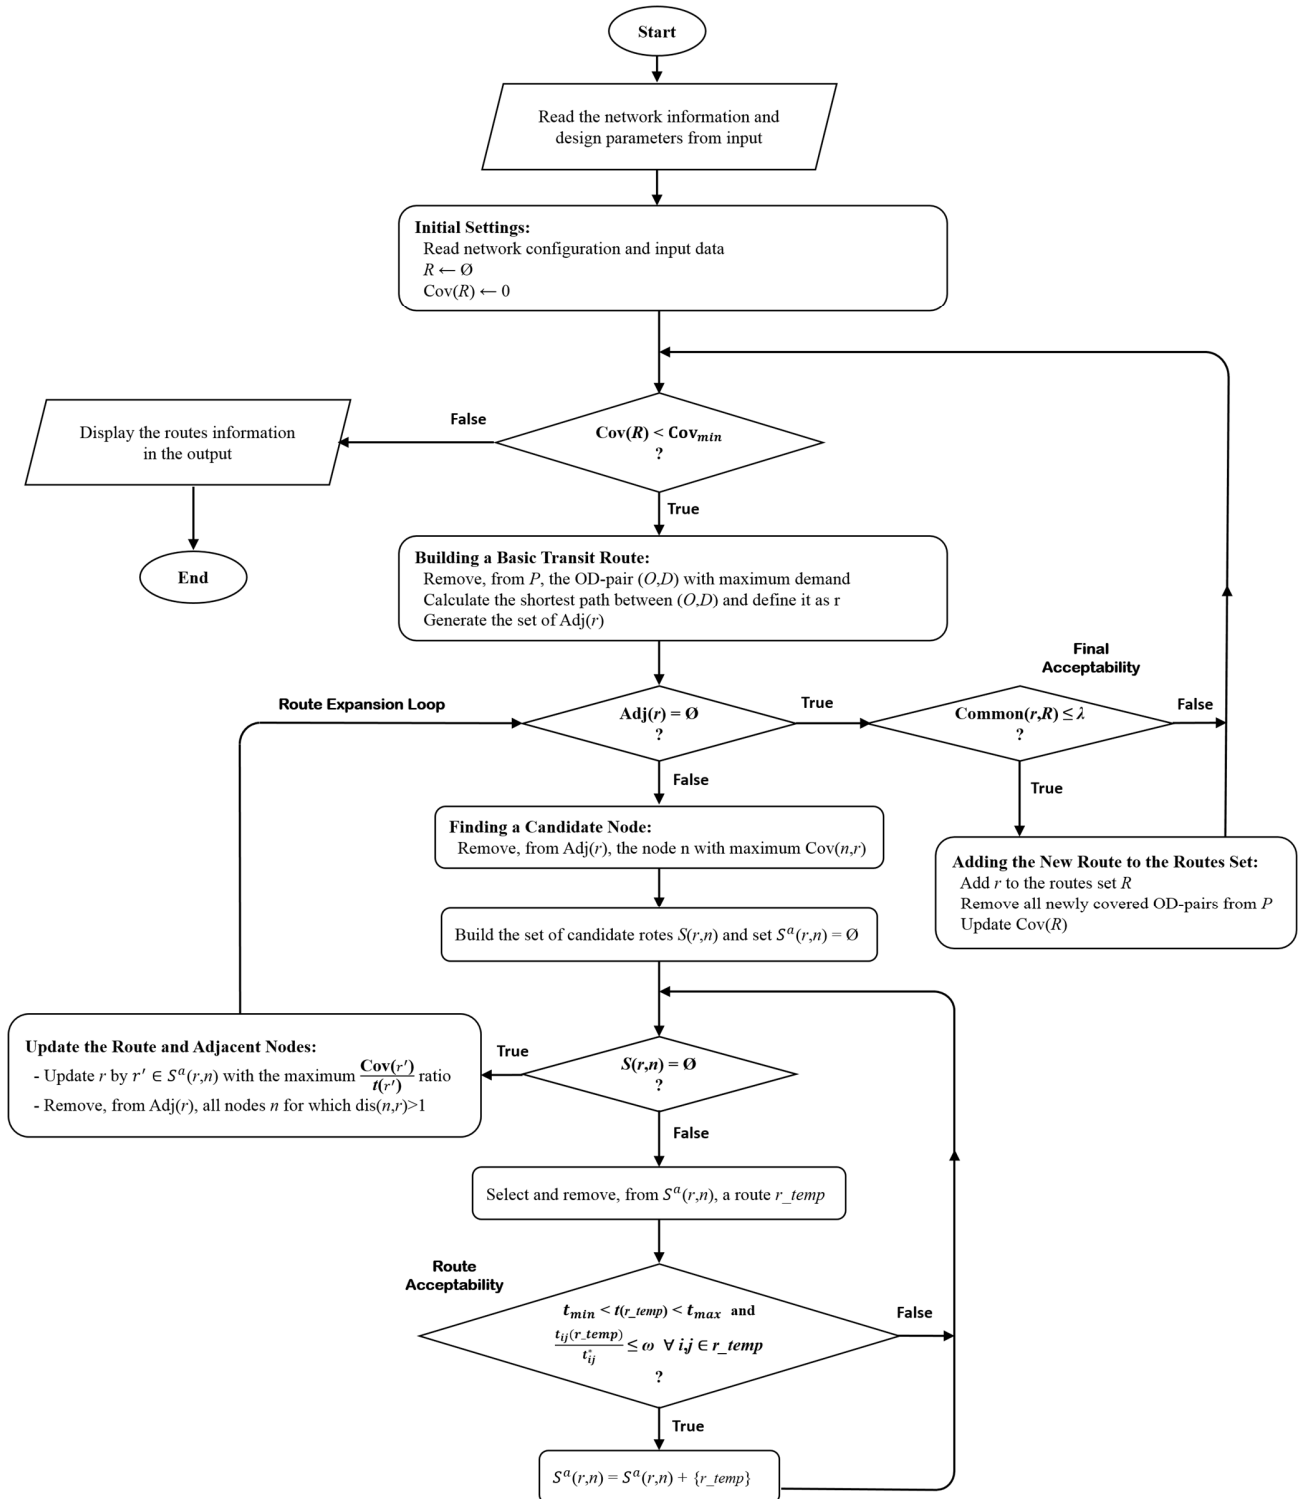 Start
Read the network information and
design parameters from input
Initial Settings:
Read network configuration and input data
R ← Ø
Cov(R) ← 0
Cov(R) < Cov_min
?
False
Display the routes information
in the output
End
True
Building a Basic Transit Route:
Remove, from P, the OD-pair (O,D) with maximum demand
Calculate the shortest path between (O,D) and define it as r
Generate the set of Adj(r)
Final
Acceptability
Route Expansion Loop
Adj(r) = Ø
?
True
Common(r,R) ≤ λ
?
False
False
True
Finding a Candidate Node:
Remove, from Adj(r), the node n with maximum Cov(n,r)
Adding the New Route to the Routes Set:
Add r to the routes set R
Remove all newly covered OD-pairs from P
Update Cov(R)
Build the set of candidate rotes S(r,n) and set S^a(r,n) = Ø
Update the Route and Adjacent Nodes:
- Update r by r′ ∈ S^a(r,n) with the maximum Cov(r′)/t(r′) ratio
- Remove, from Adj(r), all nodes n for which dis(n,r)>1
True
S(r,n) = Ø
?
False
Select and remove, from S^a(r,n), a route r_temp
Route
Acceptability
t_min < t(r_temp) < t_max and
t_ij(r_temp)/t*_ij ≤ ω ∀ i,j ∈ r_temp
?
False
True
S^a(r,n) = S^a(r,n) + {r_temp}